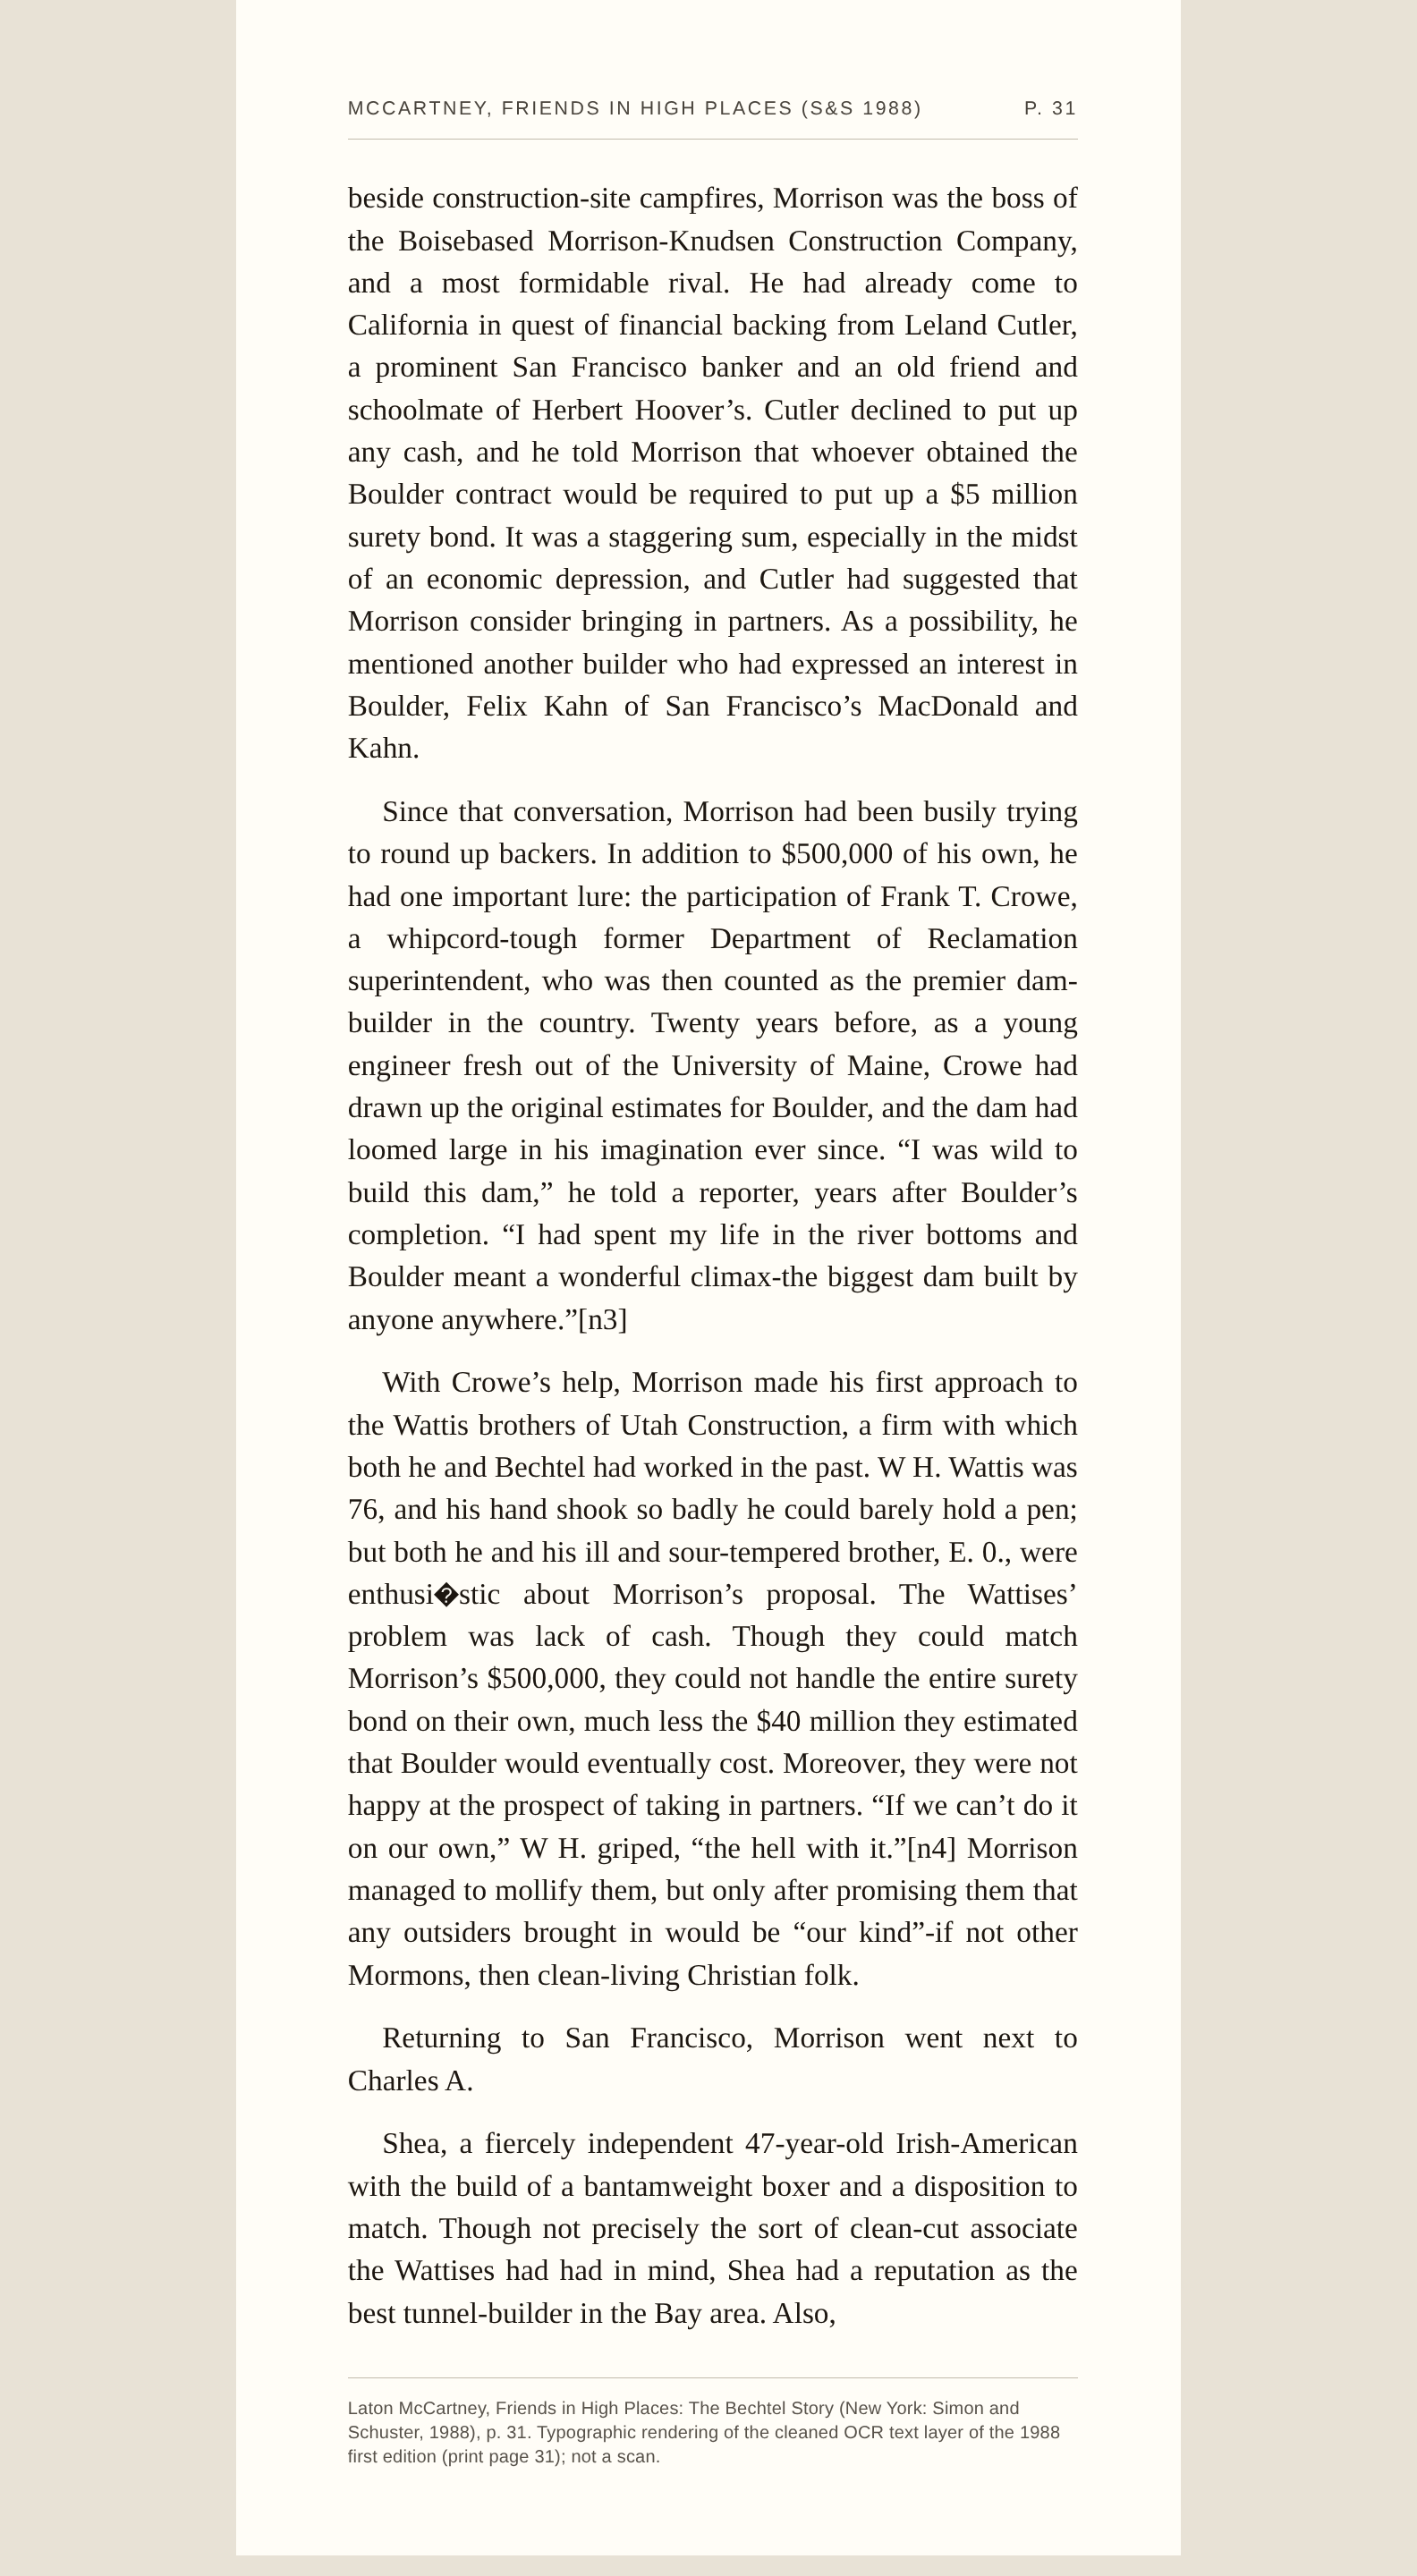 MCCARTNEY, FRIENDS IN HIGH PLACES (S&S 1988) P. 31
beside construction-site campfires, Morrison was the boss of
the Boisebased Morrison-Knudsen Construction Company,
and a most formidable rival. He had already come to
California in quest of financial backing from Leland Cutler,
a prominent San Francisco banker and an old friend and
schoolmate of Herbert Hoover’s. Cutler declined to put up
any cash, and he told Morrison that whoever obtained the
Boulder contract would be required to put up a $5 million
surety bond. It was a staggering sum, especially in the midst
of an economic depression, and Cutler had suggested that
Morrison consider bringing in partners. As a possibility, he
mentioned another builder who had expressed an interest in
Boulder, Felix Kahn of San Francisco’s MacDonald and
Kahn.
Since that conversation, Morrison had been busily trying
to round up backers. In addition to $500,000 of his own, he
had one important lure: the participation of Frank T. Crowe,
a whipcord-tough former Department of Reclamation
superintendent, who was then counted as the premier dam-
builder in the country. Twenty years before, as a young
engineer fresh out of the University of Maine, Crowe had
drawn up the original estimates for Boulder, and the dam had
loomed large in his imagination ever since. “I was wild to
build this dam,” he told a reporter, years after Boulder’s
completion. “I had spent my life in the river bottoms and
Boulder meant a wonderful climax-the biggest dam built by
anyone anywhere.”[n3]
With Crowe’s help, Morrison made his first approach to
the Wattis brothers of Utah Construction, a firm with which
both he and Bechtel had worked in the past. W H. Wattis was
76, and his hand shook so badly he could barely hold a pen;
but both he and his ill and sour-tempered brother, E. 0., were
enthusi�stic about Morrison’s proposal. The Wattises’
problem was lack of cash. Though they could match
Morrison’s $500,000, they could not handle the entire surety
bond on their own, much less the $40 million they estimated
that Boulder would eventually cost. Moreover, they were not
happy at the prospect of taking in partners. “If we can’t do it
on our own,” W H. griped, “the hell with it.”[n4] Morrison
managed to mollify them, but only after promising them that
any outsiders brought in would be “our kind”-if not other
Mormons, then clean-living Christian folk.
Returning to San Francisco, Morrison went next to
Charles A.
Shea, a fiercely independent 47-year-old Irish-American
with the build of a bantamweight boxer and a disposition to
match. Though not precisely the sort of clean-cut associate
the Wattises had had in mind, Shea had a reputation as the
best tunnel-builder in the Bay area. Also,
Laton McCartney, Friends in High Places: The Bechtel Story (New York: Simon and
Schuster, 1988), p. 31. Typographic rendering of the cleaned OCR text layer of the 1988
first edition (print page 31); not a scan.